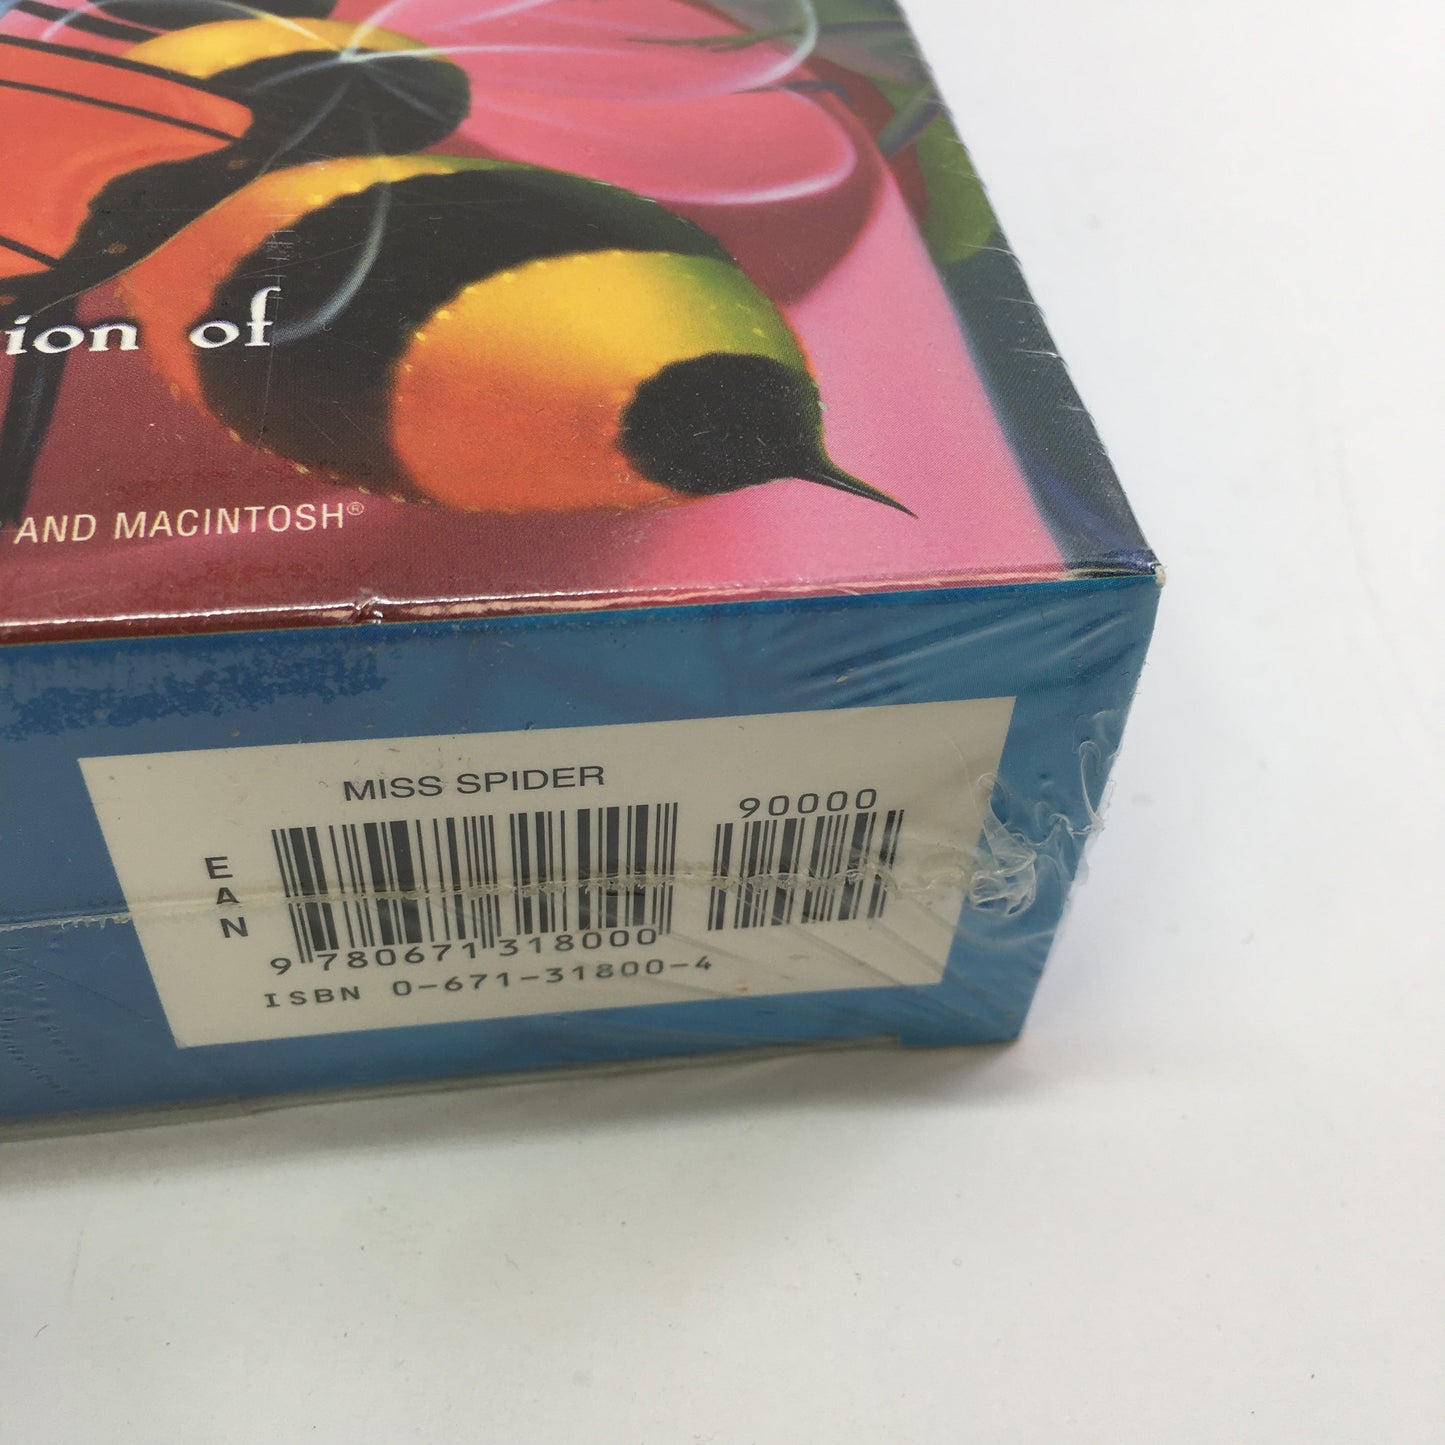 ion of
AND MACINTOSH®
MISS SPIDER
90000
EAN
9 780671 318000
ISBN 0-671-31800-4